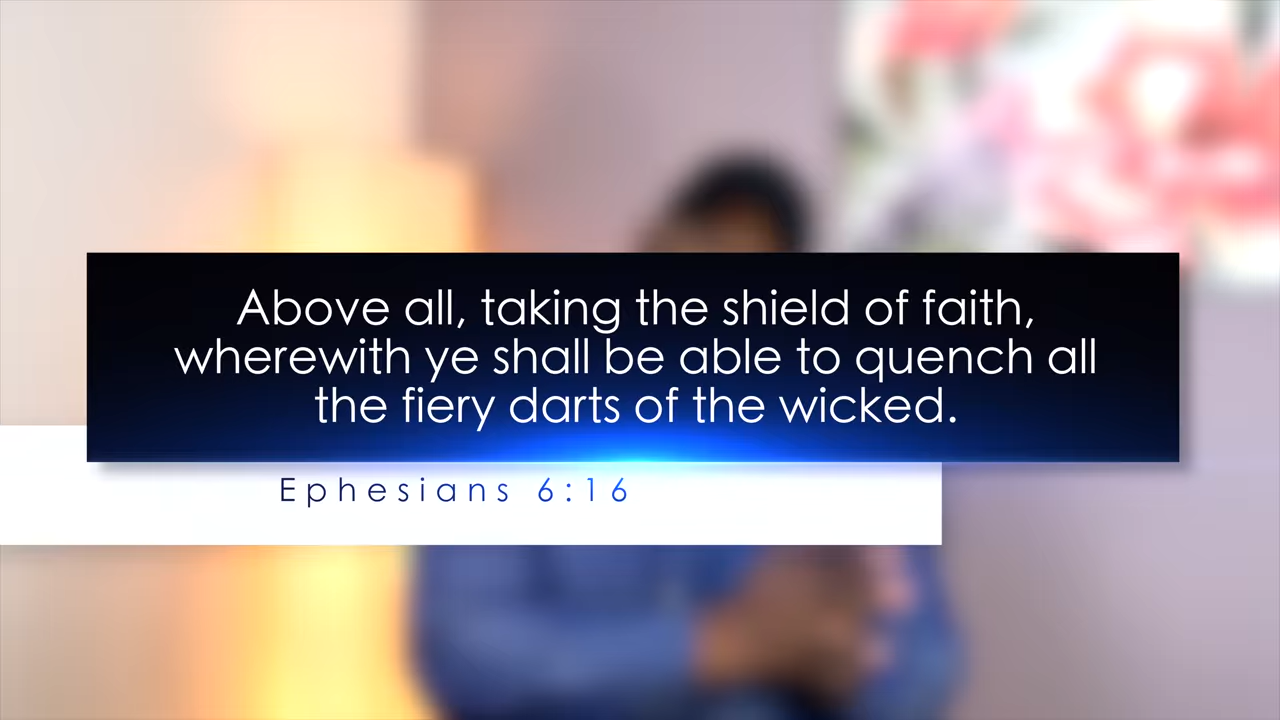 Above all, taking the shield of faith,
wherewith ye shall be able to quench all
the fiery darts of the wicked.
Ephesians 6:16